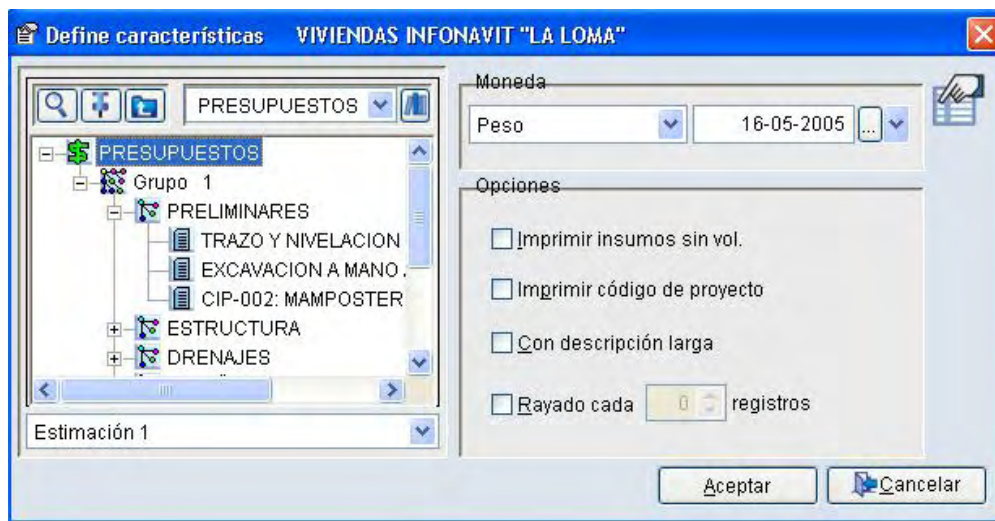 Define características VIVIENDAS INFONAVIT "LA LOMA"
PRESUPUESTOS
PRESUPUESTOS
Grupo 1
PRELIMINARES
TRAZO Y NIVELACION
EXCAVACION A MANO.
CIP-002: MAMPOSTER
ESTRUCTURA
DRENAJES
Estimación 1
Moneda
Peso
16-05-2005
...
Opciones
Imprimir insumos sin vol.
Imprimir código de proyecto
Con descripción larga
Rayado cada 0 registros
Aceptar
Cancelar